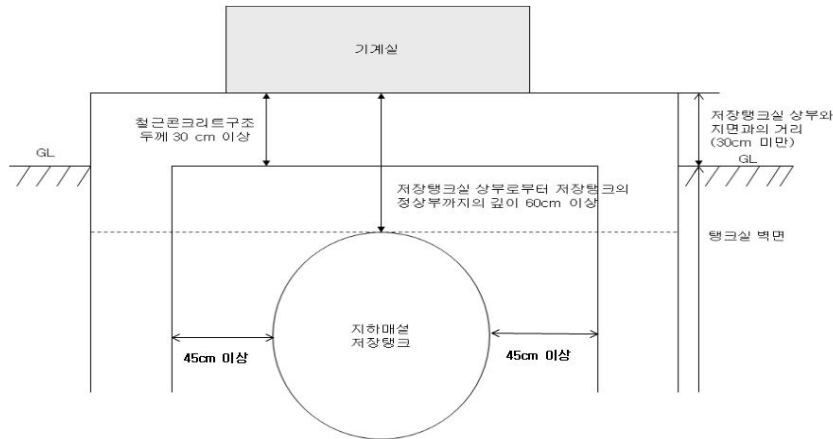 기계실
철근콘크리트구조
두께 30 cm 이상
저장탱크실 상부와
지면과의 거리
(30cm 미만)
GL
GL
저장탱크실 상부로부터 저장탱크의
정상부까지의 깊이 60cm 이상
탱크실 벽면
지하매설
저장탱크
45cm 이상
45cm 이상